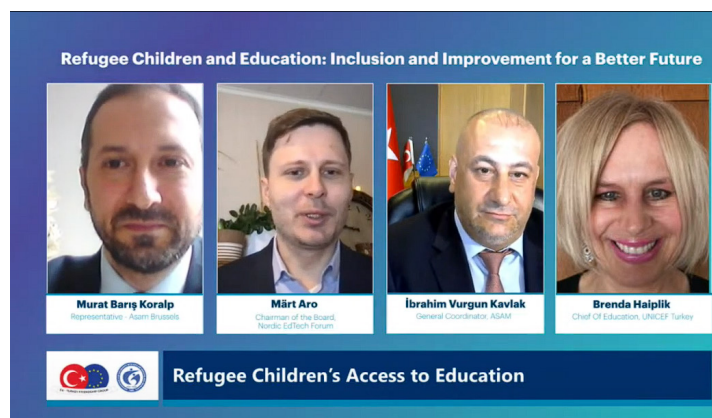 Refugee Children and Education: Inclusion and Improvement for a Better Future
Murat Barış Koralp
Representative - Asam Brussels
Märt Aro
Chairman of the Board,
Nordic EdTech Forum
İbrahim Vurgun Kavlak
General Coordinator, ASAM
Brenda Haiplik
Chief Of Education, UNICEF Turkey
Refugee Children's Access to Education